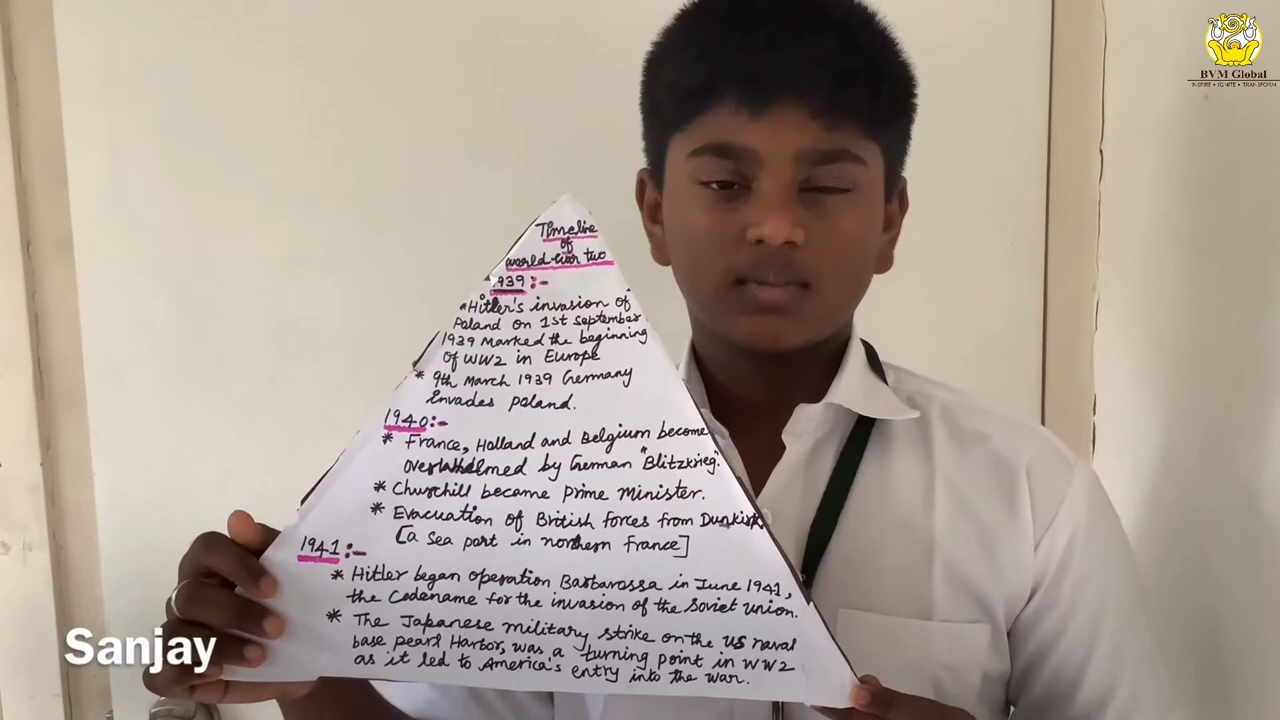 BVM Global
INSPIRE • IGNITE • TRANSFORM
Timeline
of
world war two
1939 :-
* Hitler's invasion of
Poland on 1st September
1939 Marked the beginning
of WW2 in Europe
* 9th March 1939 Germany
invades poland.
1940:-
* France, Holland and Belgium become
overwhelmed by German "Blitzkrieg".
* Churchill became prime Minister.
* Evacuation of British forces from Dunkirk
[a sea port in northern france]
1941:-
* Hitler began operation Bartarossa in June 1941,
the Codename for the invasion of the Soviet union.
* The Japanese military strike on the US naval
base pearl Harbor, was a turning point in WW2
as it led to America's entry into the war.
Sanjay